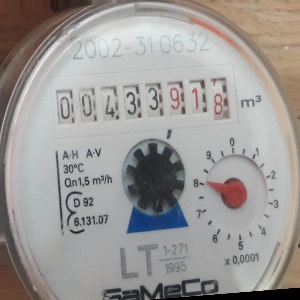 2002-310632
00433918 m³
A·H A·V
30°C
Qn1,5 m³/h
D 92
6.131.07
0
1
2
3
4
5
6
7
8
9
x 0,0001
LT 1-271
1995
GaMeCo